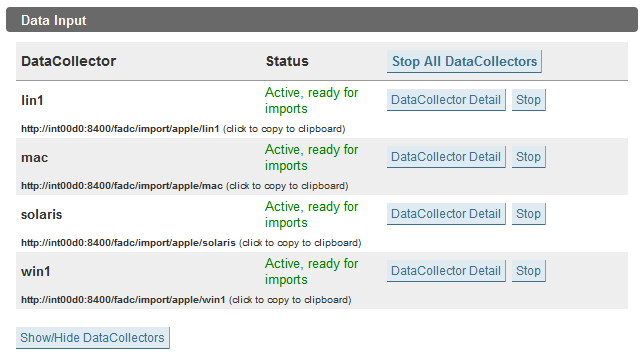 Data Input
DataCollector Status Stop All DataCollectors
lin1 Active, ready for imports DataCollector Detail Stop
http://int00d0:8400/fadc/import/apple/lin1 (click to copy to clipboard)
mac Active, ready for imports DataCollector Detail Stop
http://int00d0:8400/fadc/import/apple/mac (click to copy to clipboard)
solaris Active, ready for imports DataCollector Detail Stop
http://int00d0:8400/fadc/import/apple/solaris (click to copy to clipboard)
win1 Active, ready for imports DataCollector Detail Stop
http://int00d0:8400/fadc/import/apple/win1 (click to copy to clipboard)
Show/Hide DataCollectors